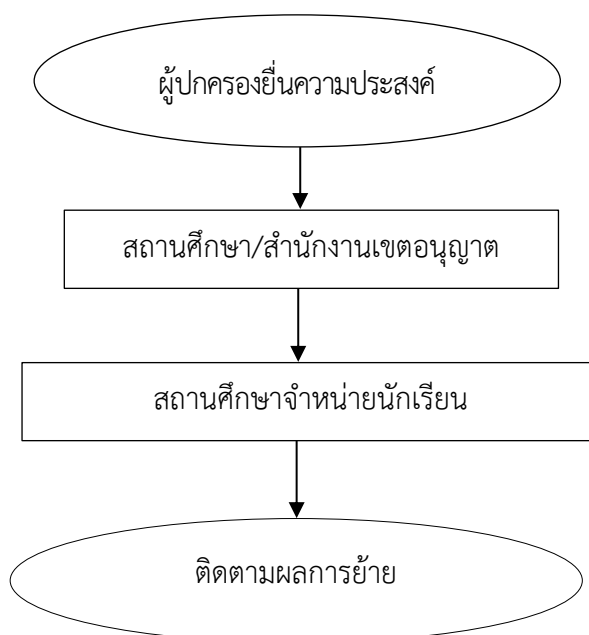 ผู้ปกครองยื่นความประสงค์
สถานศึกษา/สำนักงานเขตอนุญาต
สถานศึกษาจำหน่ายนักเรียน
ติดตามผลการย้าย